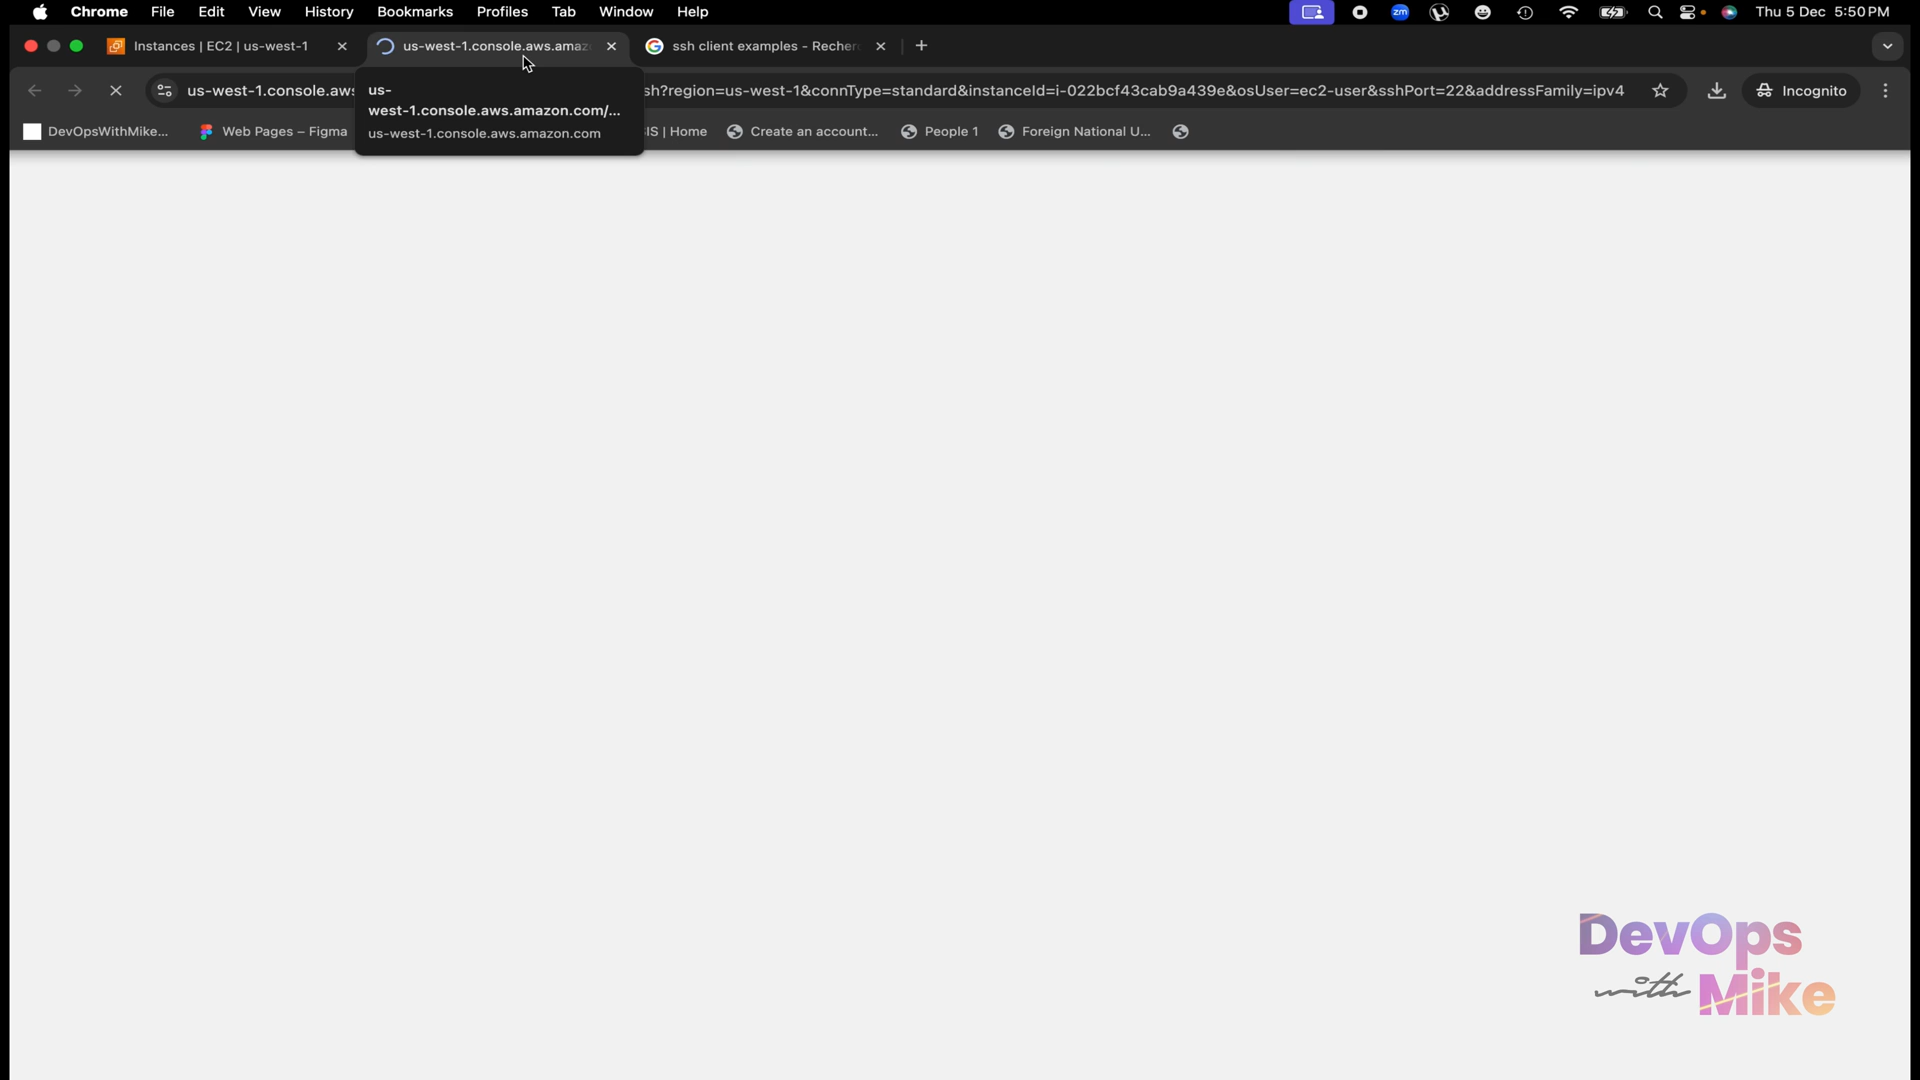 Chrome File Edit View History Bookmarks Profiles Tab Window Help
zm
Thu 5 Dec 5:50 PM
Instances | EC2 | us-west-1
us-west-1.console.aws.amaz
ssh client examples - Recher
us-west-1.console.aws
sh?region=us-west-1&connType=standard&instanceId=i-022bcf43cab9a439e&osUser=ec2-user&sshPort=22&addressFamily=ipv4
Incognito
us-
west-1.console.aws.amazon.com/...
us-west-1.console.aws.amazon.com
DevOpsWithMike...
Web Pages – Figma
IS | Home
Create an account...
People 1
Foreign National U...
DevOps
with Mike